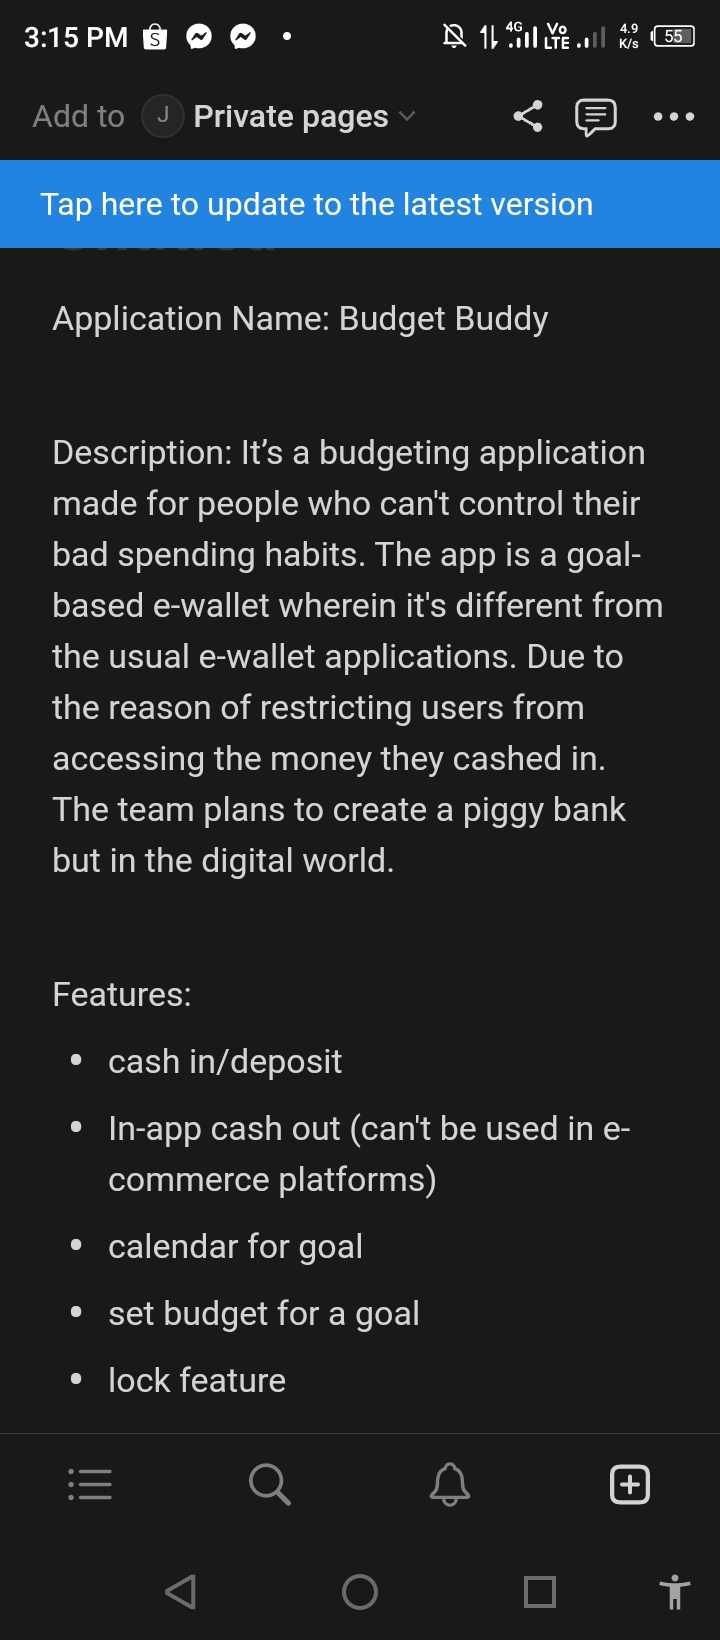 3:15 PM
4G Vo LTE 4.9 K/s 55
Add to J Private pages
Tap here to update to the latest version
Application Name: Budget Buddy
Description: It’s a budgeting application
made for people who can't control their
bad spending habits. The app is a goal-
based e-wallet wherein it's different from
the usual e-wallet applications. Due to
the reason of restricting users from
accessing the money they cashed in.
The team plans to create a piggy bank
but in the digital world.
Features:
• cash in/deposit
• In-app cash out (can't be used in e-
commerce platforms)
• calendar for goal
• set budget for a goal
• lock feature